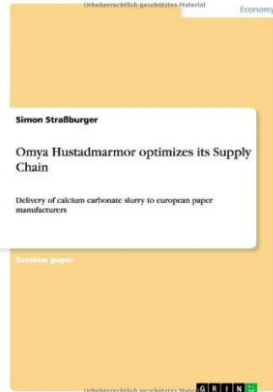 Urheberrechtlich geschütztes Material
Economy
Simon Straßburger
Omya Hustadmarmor optimizes its Supply
Chain
Delivery of calcium carbonate slurry to european paper
manufacturers
Seminar paper
Urheberrechtlich geschütztes Material
GRIN